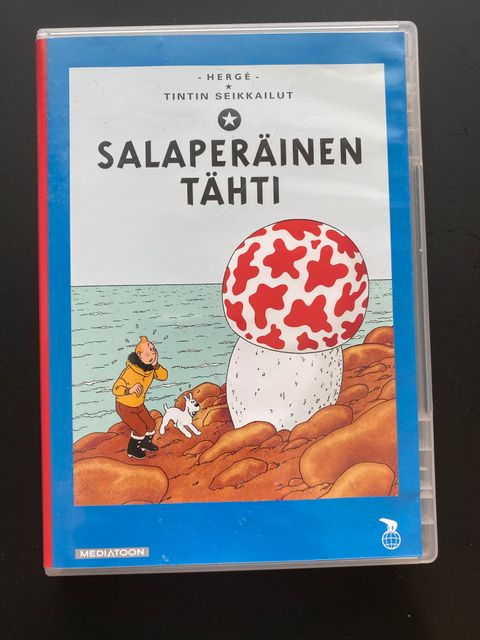 - HERGÉ -
TINTIN SEIKKAILUT
SALAPERÄINEN
TÄHTI
MEDIATOON